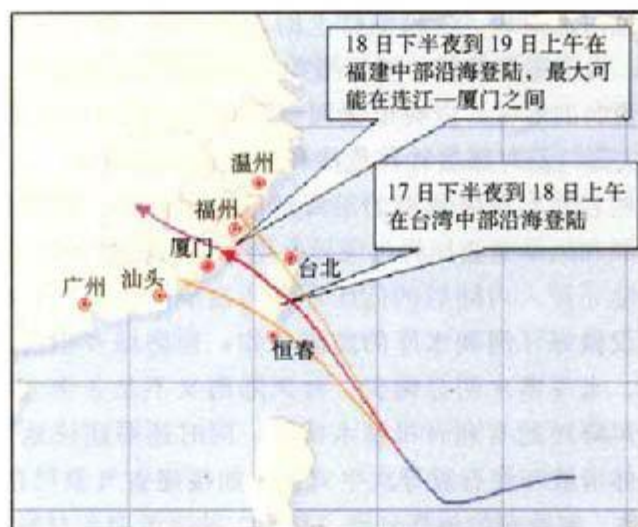 18日下半夜到19日上午在
福建中部沿海登陆，最大可
能在连江—厦门之间
温州
17日下半夜到18日上午
在台湾中部沿海登陆
福州
厦门
台北
广州
汕头
恒春